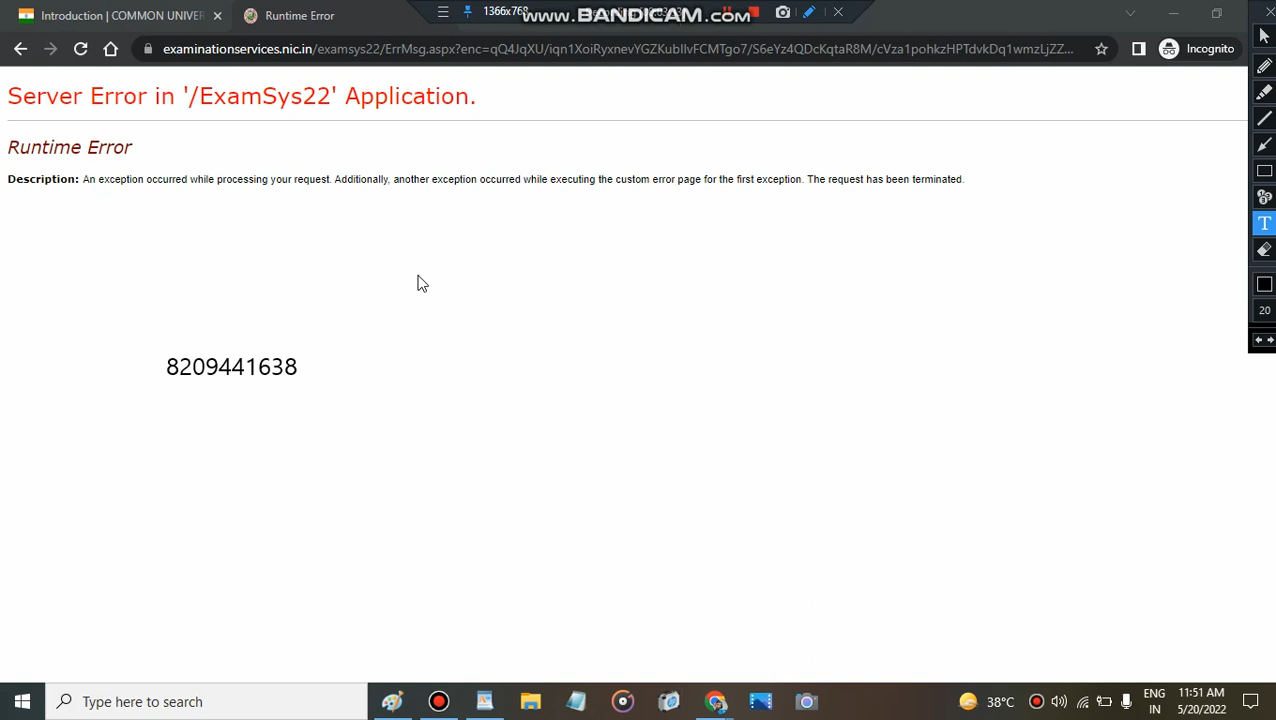 Introduction | COMMON UNIVER
Runtime Error
1366x768
www.BANDICAM.com
examinationservices.nic.in/examsys22/ErrMsg.aspx?enc=qQ4JqXU/iqn1XoiRyxnevYGZKubIlvFCMTgo7/S6eYz4QDcKqtaR8M/cVza1pohkzHPTdvkDq1wmzLjZZ...
Incognito
Server Error in '/ExamSys22' Application.
Runtime Error
Description: An exception occurred while processing your request. Additionally, another exception occurred while executing the custom error page for the first exception. The request has been terminated.
T
20
8209441638
Type here to search
38°C
ENG
IN
11:51 AM
5/20/2022